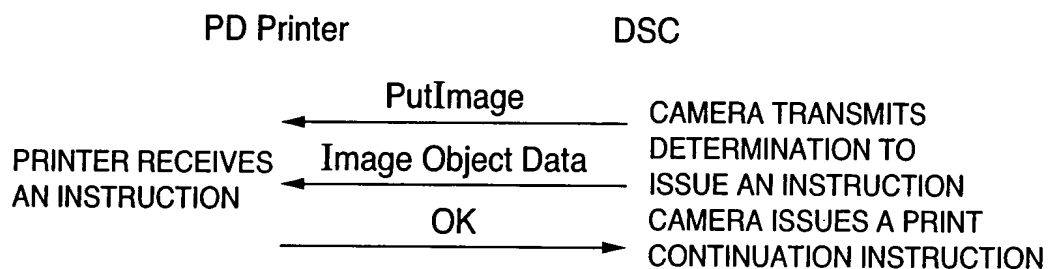 PD Printer DSC
PutImage
CAMERA TRANSMITS
DETERMINATION TO
ISSUE AN INSTRUCTION
PRINTER RECEIVES
AN INSTRUCTION
Image Object Data
OK
CAMERA ISSUES A PRINT
CONTINUATION INSTRUCTION